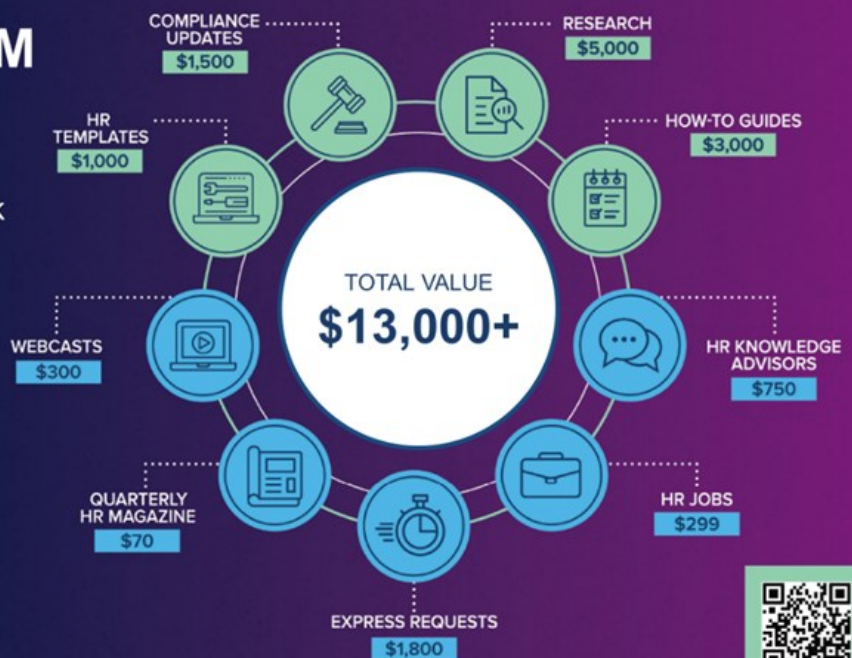 M
K
COMPLIANCE
UPDATES
$1,500
RESEARCH
$5,000
HR
TEMPLATES
$1,000
HOW-TO GUIDES
$3,000
TOTAL VALUE
$13,000+
WEBCASTS
$300
HR KNOWLEDGE
ADVISORS
$750
QUARTERLY
HR MAGAZINE
$70
HR JOBS
$299
EXPRESS REQUESTS
$1,800